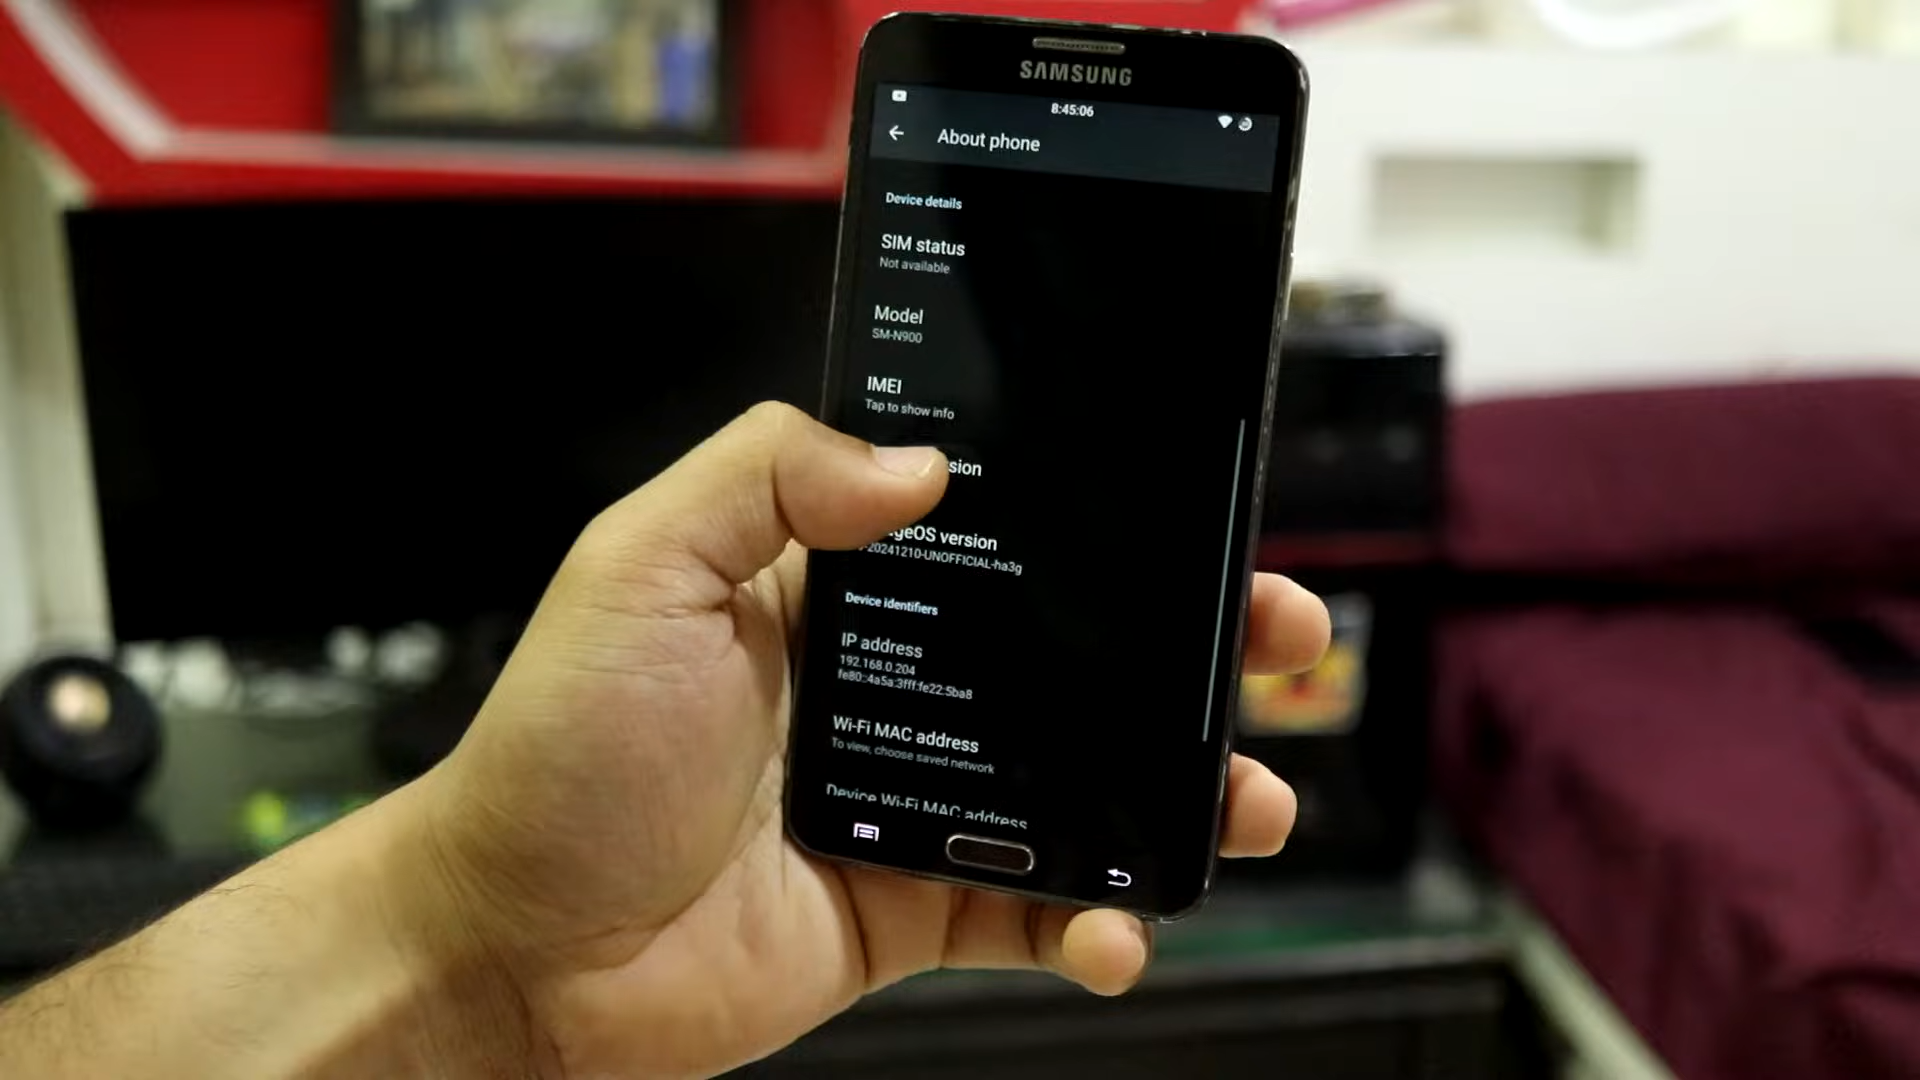 SAMSUNG
8:45:06
About phone
Device details
SIM status
Not available
Model
SM-N900
IMEI
Tap to show info
sion
geOS version
-20241210-UNOFFICIAL-ha3g
Device identifiers
IP address
192.168.0.204
fe80::4a5a:3fff:fe22:5ba8
Wi-Fi MAC address
To view, choose saved network
Device Wi-Fi MAC address